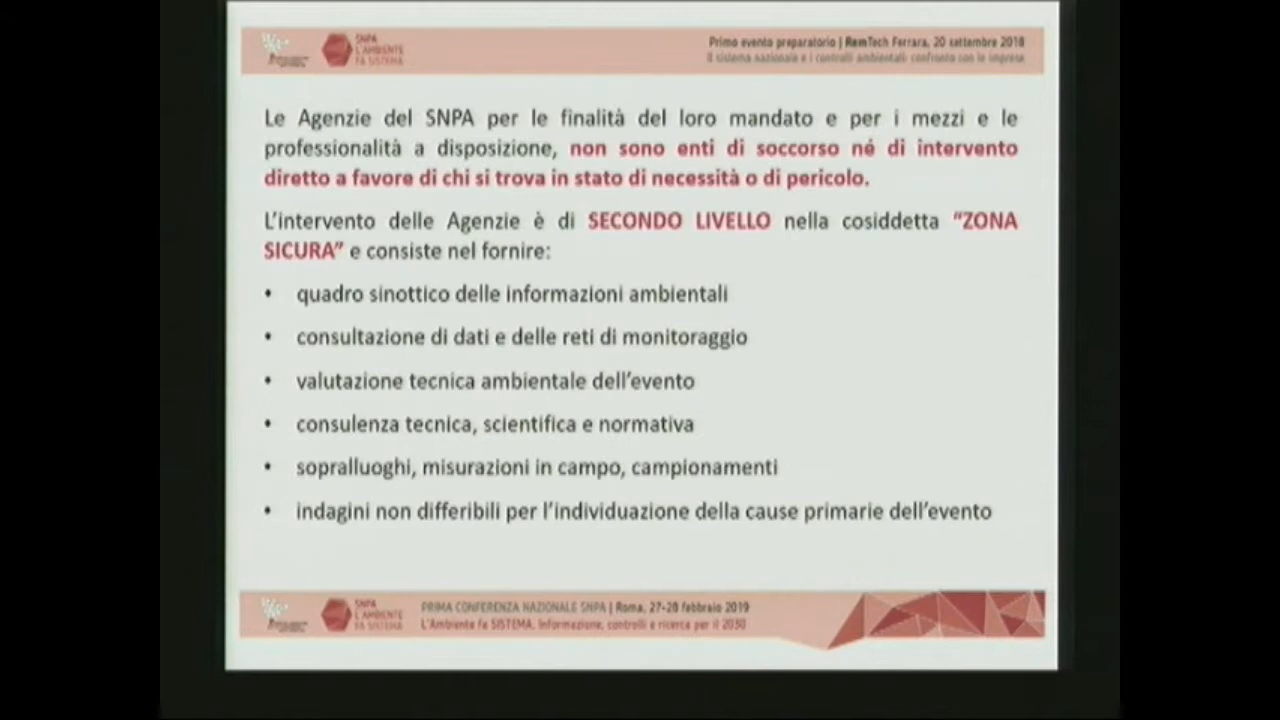 SNPA
L'AMBIENTE
FA SISTEMA
Primo evento preparatorio | RemTech Ferrara, 20 settembre 2018
Il sistema nazionale e i controlli ambientali: confronto con le imprese
Le Agenzie del SNPA per le finalità del loro mandato e per i mezzi e le
professionalità a disposizione, non sono enti di soccorso né di intervento
diretto a favore di chi si trova in stato di necessità o di pericolo.
L'intervento delle Agenzie è di SECONDO LIVELLO nella cosiddetta "ZONA
SICURA" e consiste nel fornire:
• quadro sinottico delle informazioni ambientali
• consultazione di dati e delle reti di monitoraggio
• valutazione tecnica ambientale dell'evento
• consulenza tecnica, scientifica e normativa
• sopralluoghi, misurazioni in campo, campionamenti
• indagini non differibili per l'individuazione della cause primarie dell'evento
SNPA
L'AMBIENTE
FA SISTEMA
PRIMA CONFERENZA NAZIONALE SNPA | Roma, 27-28 febbraio 2019
L'Ambiente fa SISTEMA. Informazione, controlli e ricerca per il 2030